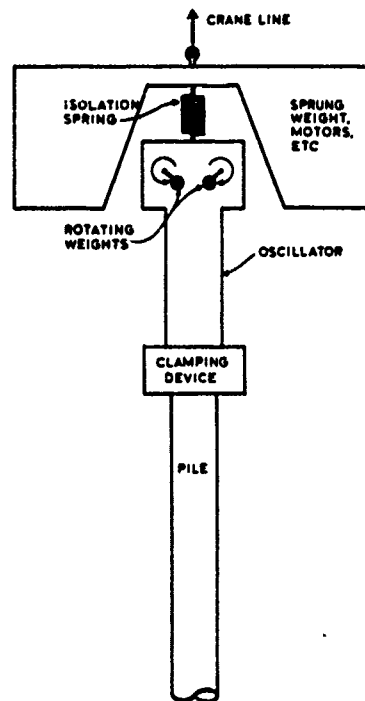 CRANE LINE
ISOLATION
SPRING
SPRUNG
WEIGHT,
MOTORS,
ETC
ROTATING
WEIGHTS
OSCILLATOR
CLAMPING
DEVICE
PILE